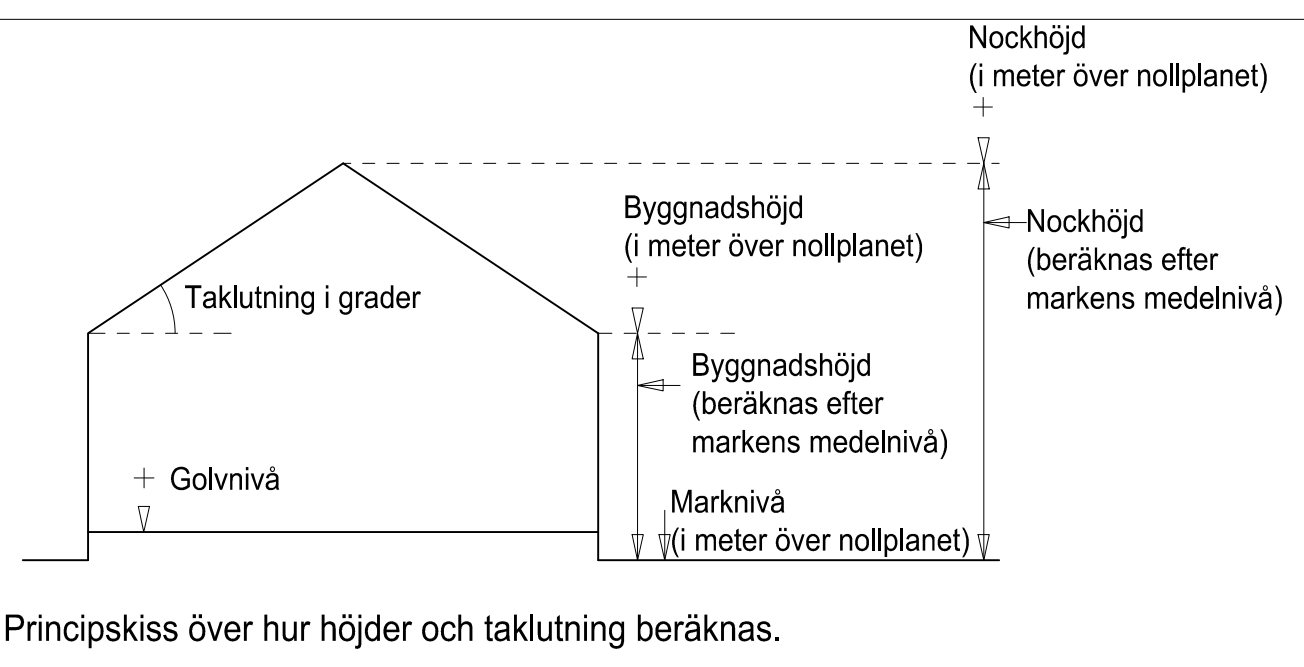 Nockhöjd
(i meter över nollplanet)
+
Byggnadshöjd
(i meter över nollplanet)
+
Nockhöjd
(beräknas efter
markens medelnivå)
Taklutning i grader
Byggnadshöjd
(beräknas efter
markens medelnivå)
+ Golvnivå
Marknivå
(i meter över nollplanet)
Principskiss över hur höjder och taklutning beräknas.